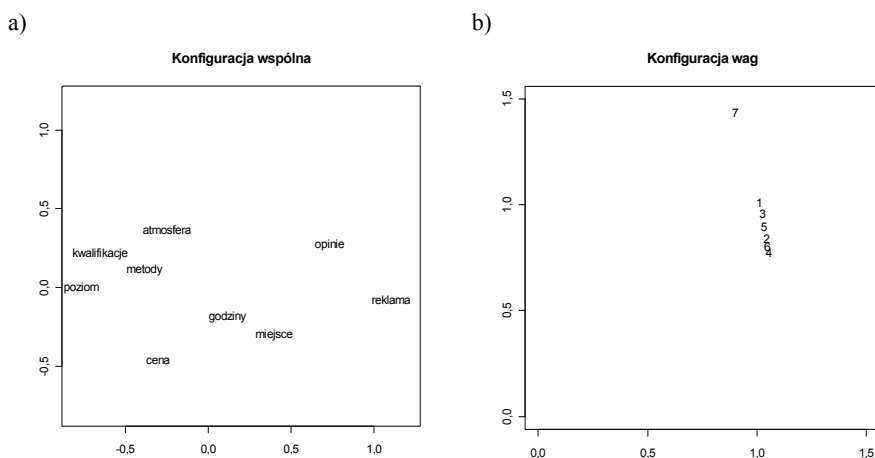 a)
Konfiguracja wspólna
1,0
0,5
0,0
-0,5
atmosfera
opinie
kwalifikacje
metody
poziom
reklama
godziny
miejsce
cena
-0,5 0,0 0,5 1,0
b)
Konfiguracja wag
1,5
1,0
0,5
0,0
7
1
3
5
2
6
4
0,0 0,5 1,0 1,5